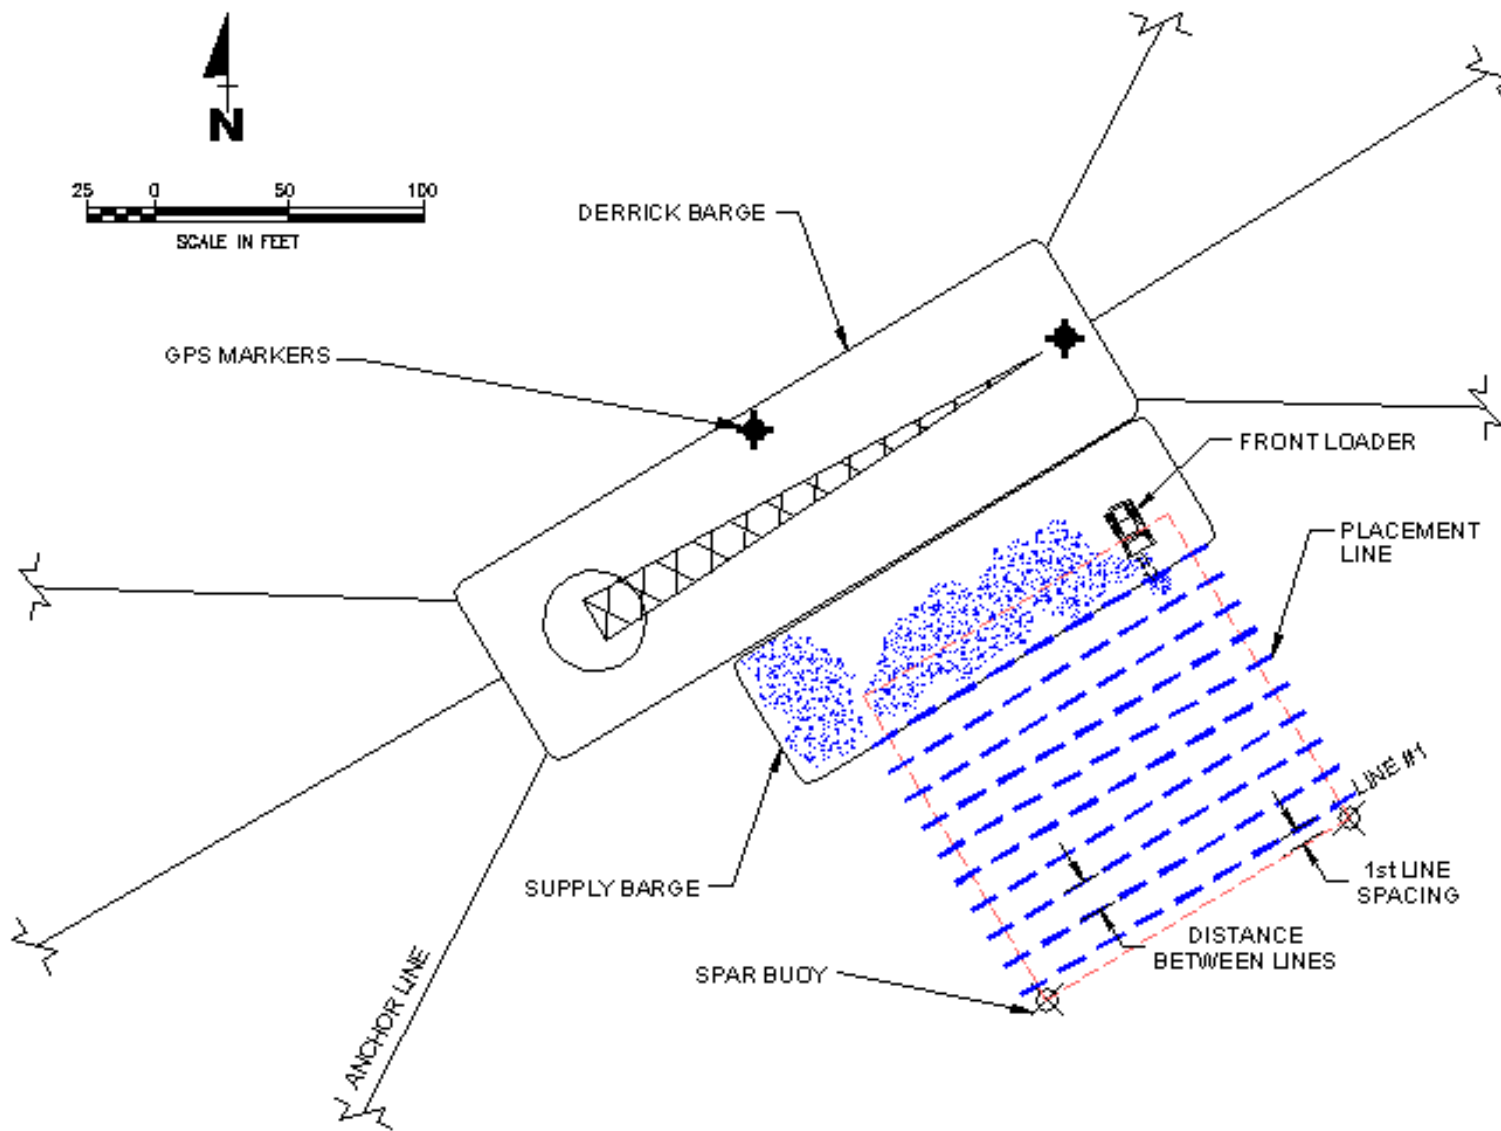 N
25 0 50 100
SCALE IN FEET
DERRICK BARGE
GPS MARKERS
FRONT LOADER
PLACEMENT
LINE
LINE #1
1st LINE
SPACING
SUPPLY BARGE
DISTANCE
BETWEEN LINES
SPAR BUOY
ANCHOR LINE